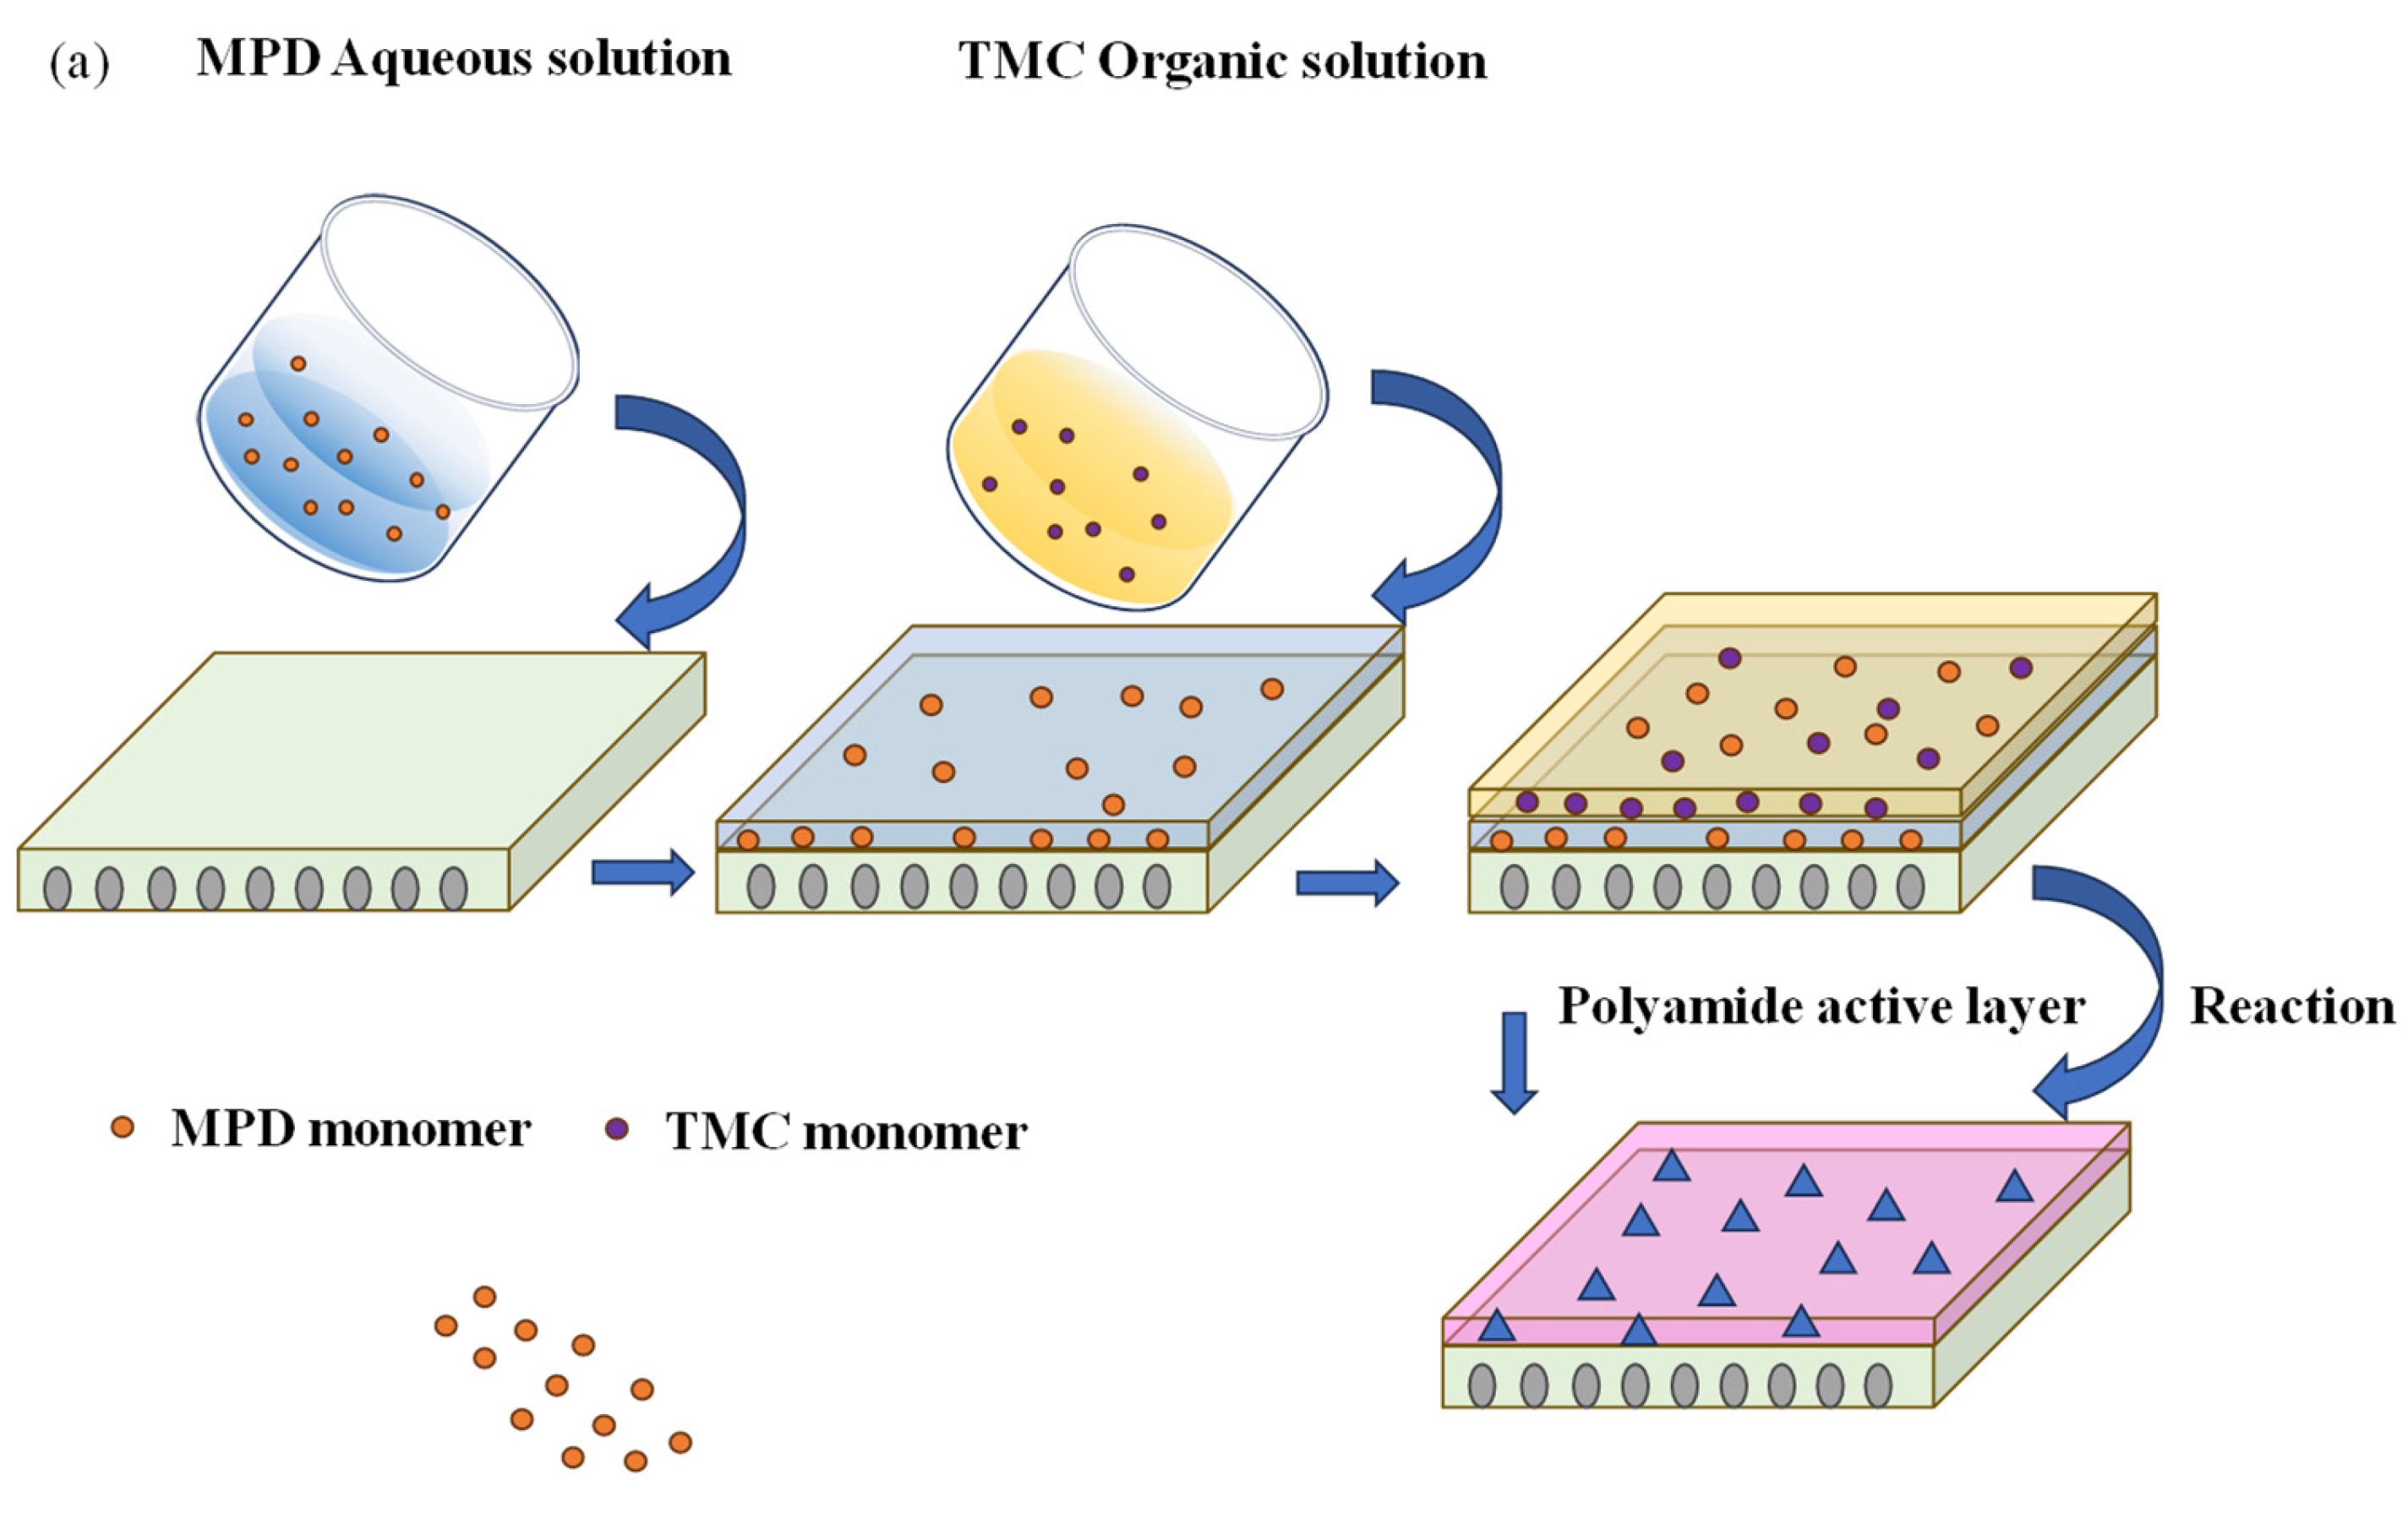 (a)
MPD Aqueous solution
TMC Organic solution
Polyamide active layer
Reaction
MPD monomer
TMC monomer